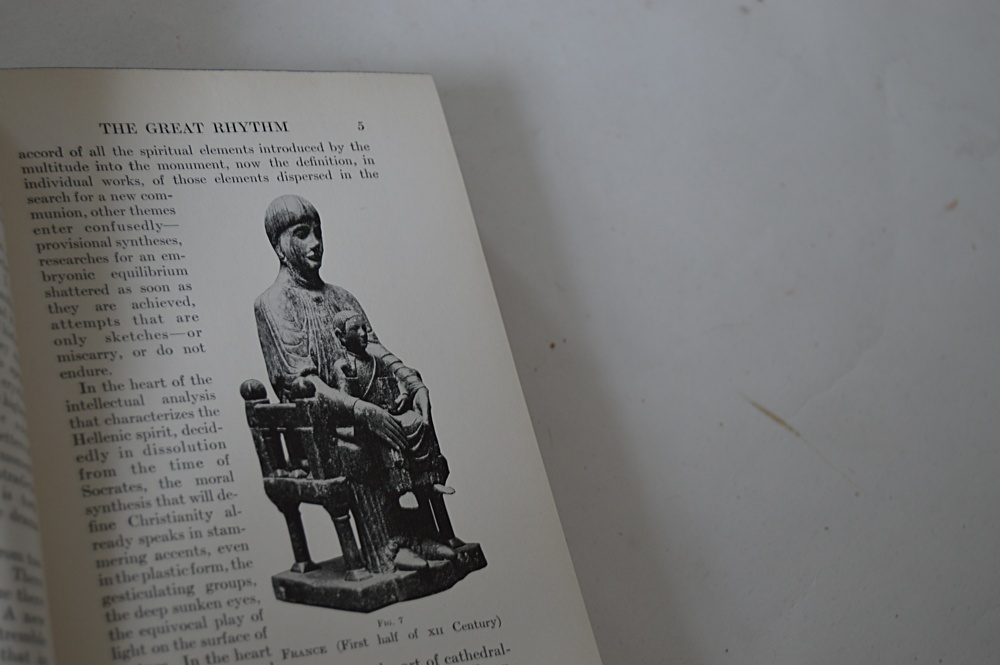 THE GREAT RHYTHM 5
accord of all the spiritual elements introduced by the
multitude into the monument, now the definition, in
individual works, of those elements dispersed in the
search for a new com-
munion, other themes
enter confusedly—
provisional syntheses,
researches for an em-
bryonic equilibrium
shattered as soon as
they are achieved,
attempts that are
only sketches—or
miscarry, or do not
endure.
In the heart of the
intellectual analysis
that characterizes the
Hellenic spirit, decid-
edly in dissolution
from the time of
Socrates, the moral
synthesis that will de-
fine Christianity al-
ready speaks in stam-
mering accents, even
in the plastic form, the
gesticulating groups,
the deep sunken eyes,
the equivocal play of
light on the surface of
In the heart
of cathedral-
Fig. 7
France (First half of XII Century)